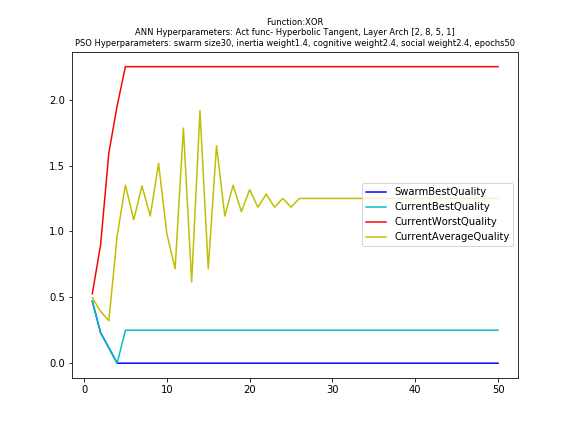 Function:XOR
ANN Hyperparameters: Act func- Hyperbolic Tangent, Layer Arch [2, 8, 5, 1]
PSO Hyperparameters: swarm size30, inertia weight1.4, cognitive weight2.4, social weight2.4, epochs50
2.0
1.5
1.0
0.5
0.0
SwarmBestQuality
CurrentBestQuality
CurrentWorstQuality
CurrentAverageQuality
0 10 20 30 40 50